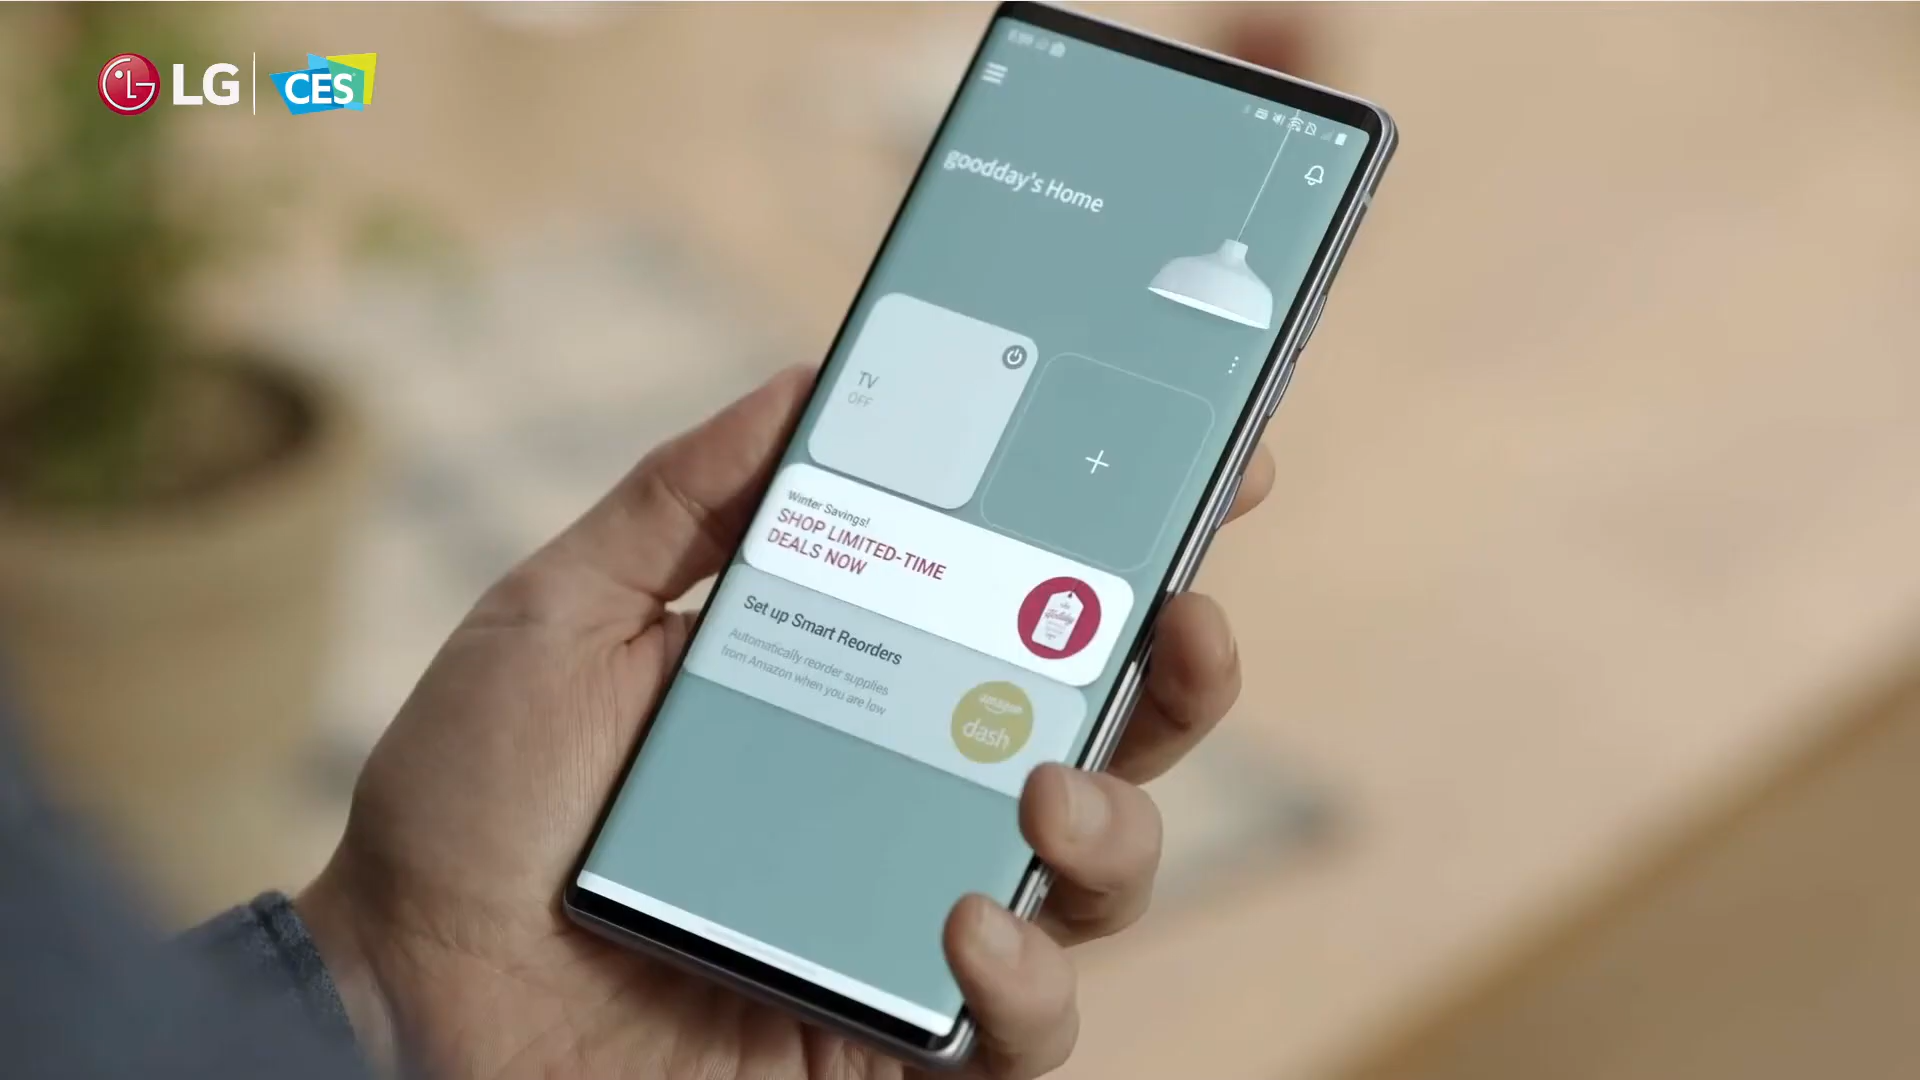 LG
CES
goodday's Home
TV
OFF
Winter Savings!
SHOP LIMITED-TIME
DEALS NOW
Holiday
Set up Smart Reorders
Automatically reorder supplies
from Amazon when you are low
amazon
dash